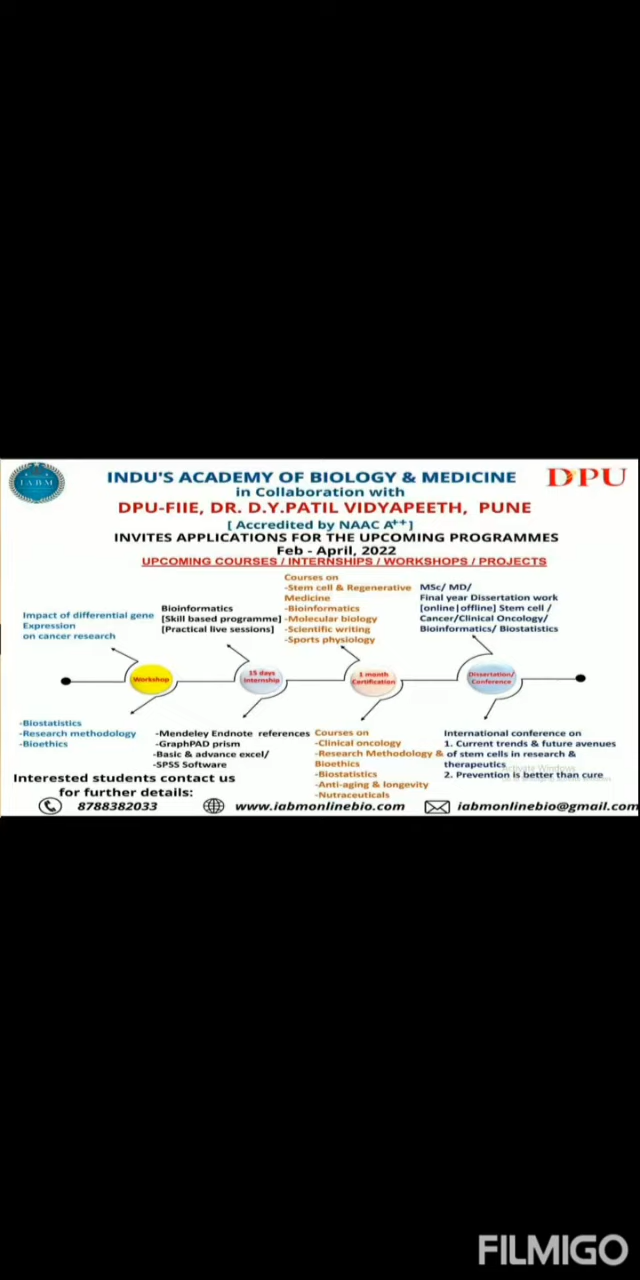 I A B M
INDU'S ACADEMY OF BIOLOGY & MEDICINE
in Collaboration with
DPU-FIIE, DR. D.Y.PATIL VIDYAPEETH, PUNE
[ Accredited by NAAC A++]
INVITES APPLICATIONS FOR THE UPCOMING PROGRAMMES
Feb - April, 2022
UPCOMING COURSES / INTERNSHIPS / WORKSHOPS / PROJECTS
DPU
Impact of differential gene
Expression
on cancer research
Bioinformatics
[Skill based programme]
[Practical live sessions]
Courses on
-Stem cell & Regenerative
Medicine
-Bioinformatics
-Molecular biology
-Scientific writing
-Sports physiology
MSc/ MD/
Final year Dissertation work
[online|offline] Stem cell /
Cancer/Clinical Oncology/
Bioinformatics/ Biostatistics
Workshop
15 days
Internship
1 month
Certification
Dissertation/
Conference
-Biostatistics
-Research methodology
-Bioethics
-Mendeley Endnote references
-GraphPAD prism
-Basic & advance excel/
-SPSS Software
Courses on
-Clinical oncology
-Research Methodology &
Bioethics
-Biostatistics
-Anti-aging & longevity
-Nutraceuticals
International conference on
1. Current trends & future avenues
of stem cells in research &
therapeutics
2. Prevention is better than cure
Activate Windows
Interested students contact us
for further details:
8788382033
www.iabmonlinebio.com
iabmonlinebio@gmail.com
FILMIGO